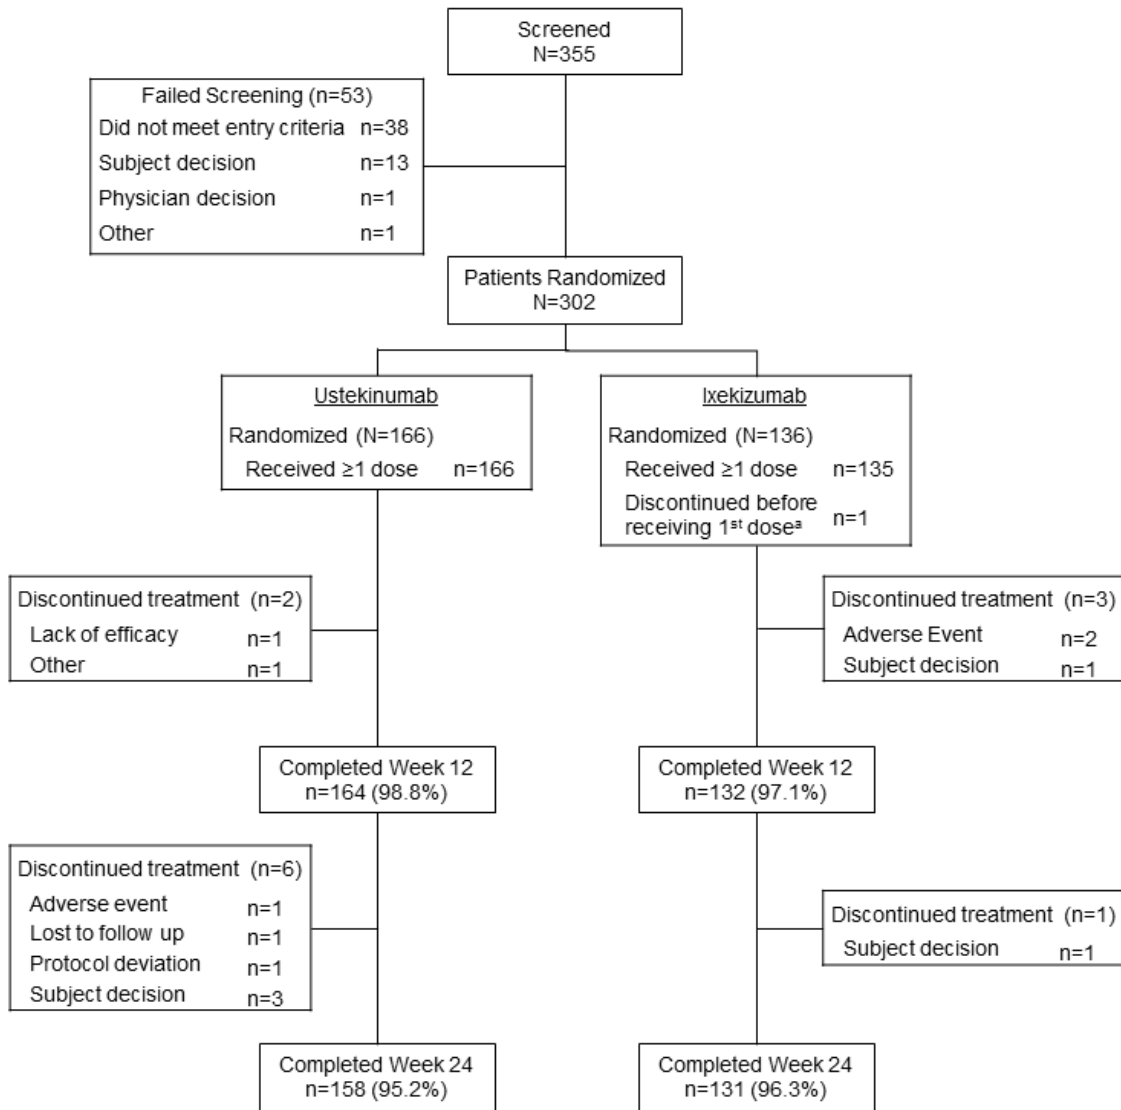 Screened
N=355
Failed Screening (n=53)
Did not meet entry criteria n=38
Subject decision n=13
Physician decision n=1
Other n=1
Patients Randomized
N=302
Ustekinumab
Randomized (N=166)
Received ≥1 dose n=166
Ixekizumab
Randomized (N=136)
Received ≥1 dose n=135
Discontinued before
receiving 1st doseᵃ n=1
Discontinued treatment (n=2)
Lack of efficacy n=1
Other n=1
Discontinued treatment (n=3)
Adverse Event n=2
Subject decision n=1
Completed Week 12
n=164 (98.8%)
Completed Week 12
n=132 (97.1%)
Discontinued treatment (n=6)
Adverse event n=1
Lost to follow up n=1
Protocol deviation n=1
Subject decision n=3
Discontinued treatment (n=1)
Subject decision n=1
Completed Week 24
n=158 (95.2%)
Completed Week 24
n=131 (96.3%)